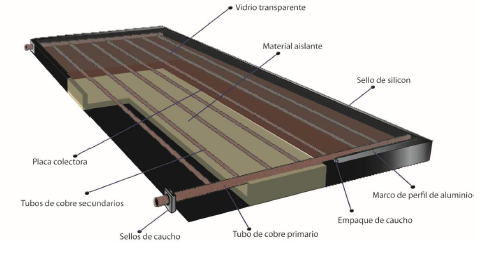 Vidrio transparente
Material aislante
Sello de silicon
Placa colectora
Marco de perfil de aluminio
Tubos de cobre secundarios
Empaque de caucho
Sellos de caucho
Tubo de cobre primario